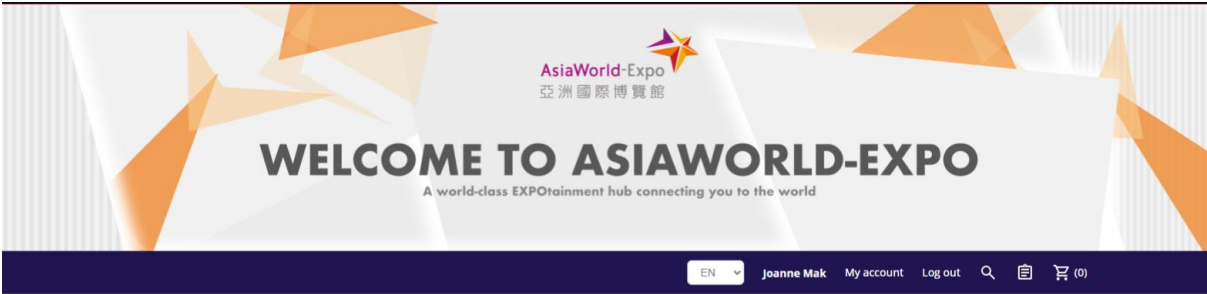 AsiaWorld-Expo
亞洲國際博覽館
WELCOME TO ASIAWORLD-EXPO
A world-class EXPOtainment hub connecting you to the world
EN Joanne Mak My account Log out (0)